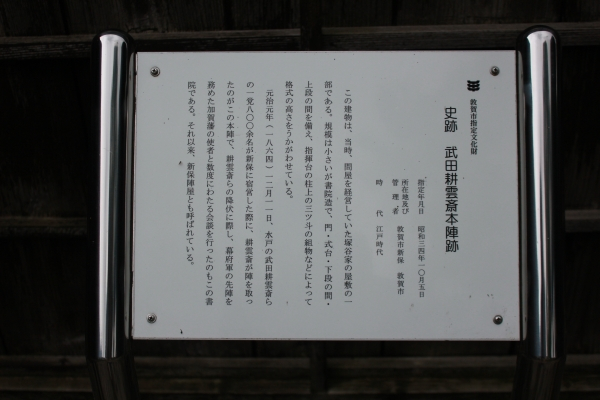 敦賀市指定文化財
史跡　武田耕雲斎本陣跡
指定年月日　昭和三四年一〇月五日
所在地及び
管理者　敦賀市新保　敦賀市
時　代　江戸時代
この建物は、当時、問屋を経営していた塚谷家の屋敷の一
部である。規模は小さいが書院造で、門・式台・下段の間・
上段の間を備え、指揮台の柱上の三ツ斗の組物などによって
格式の高さをうかがわせている。
元治元年（一八六四）一二月一一日、水戸の武田耕雲斎ら
の一党八〇〇余名が新保に宿営した際に、耕雲斎が陣を取っ
たのがこの本陣で、耕雲斎らの降伏に際し、幕府軍の先陣を
務めた加賀藩の使者と数度にわたる会談を行ったのもこの書
院である。それ以来、新保陣屋とも呼ばれている。